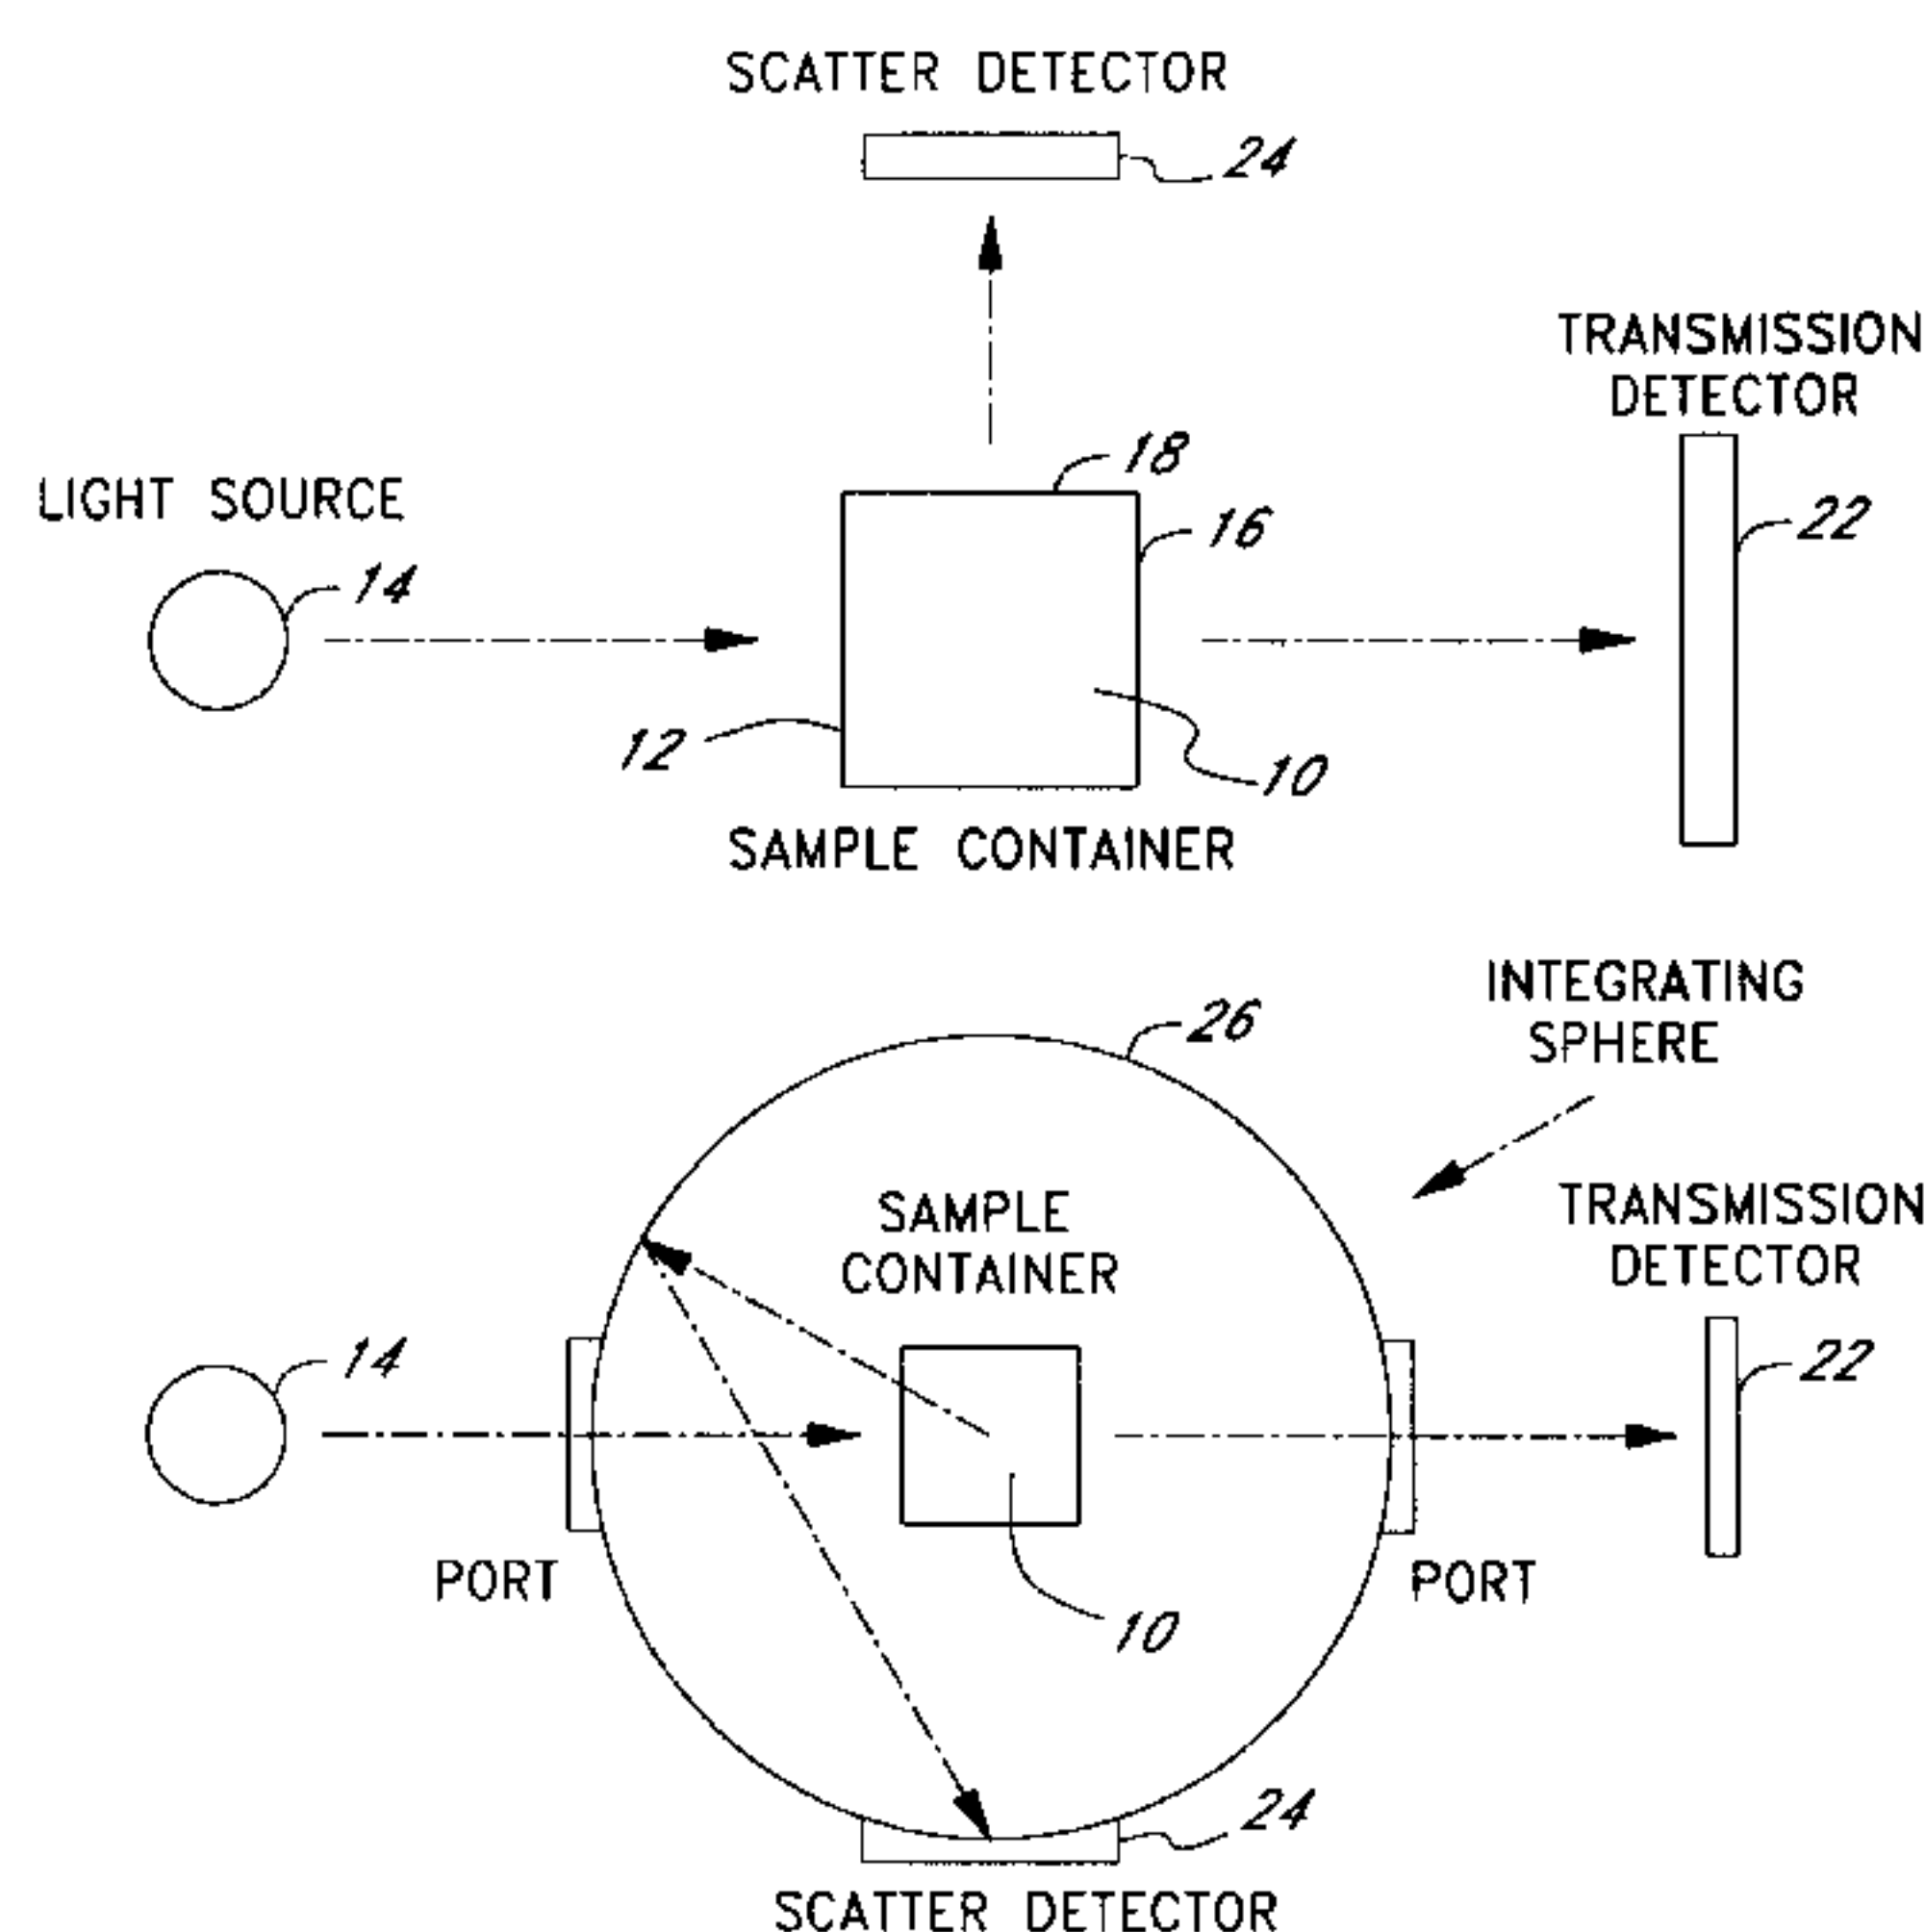 SCATTER DETECTOR
24
TRANSMISSION
DETECTOR
18
LIGHT SOURCE
16
22
14
12
10
SAMPLE CONTAINER
INTEGRATING
SPHERE
26
SAMPLE
CONTAINER
TRANSMISSION
DETECTOR
14
22
PORT
PORT
10
24
SCATTER DETECTOR